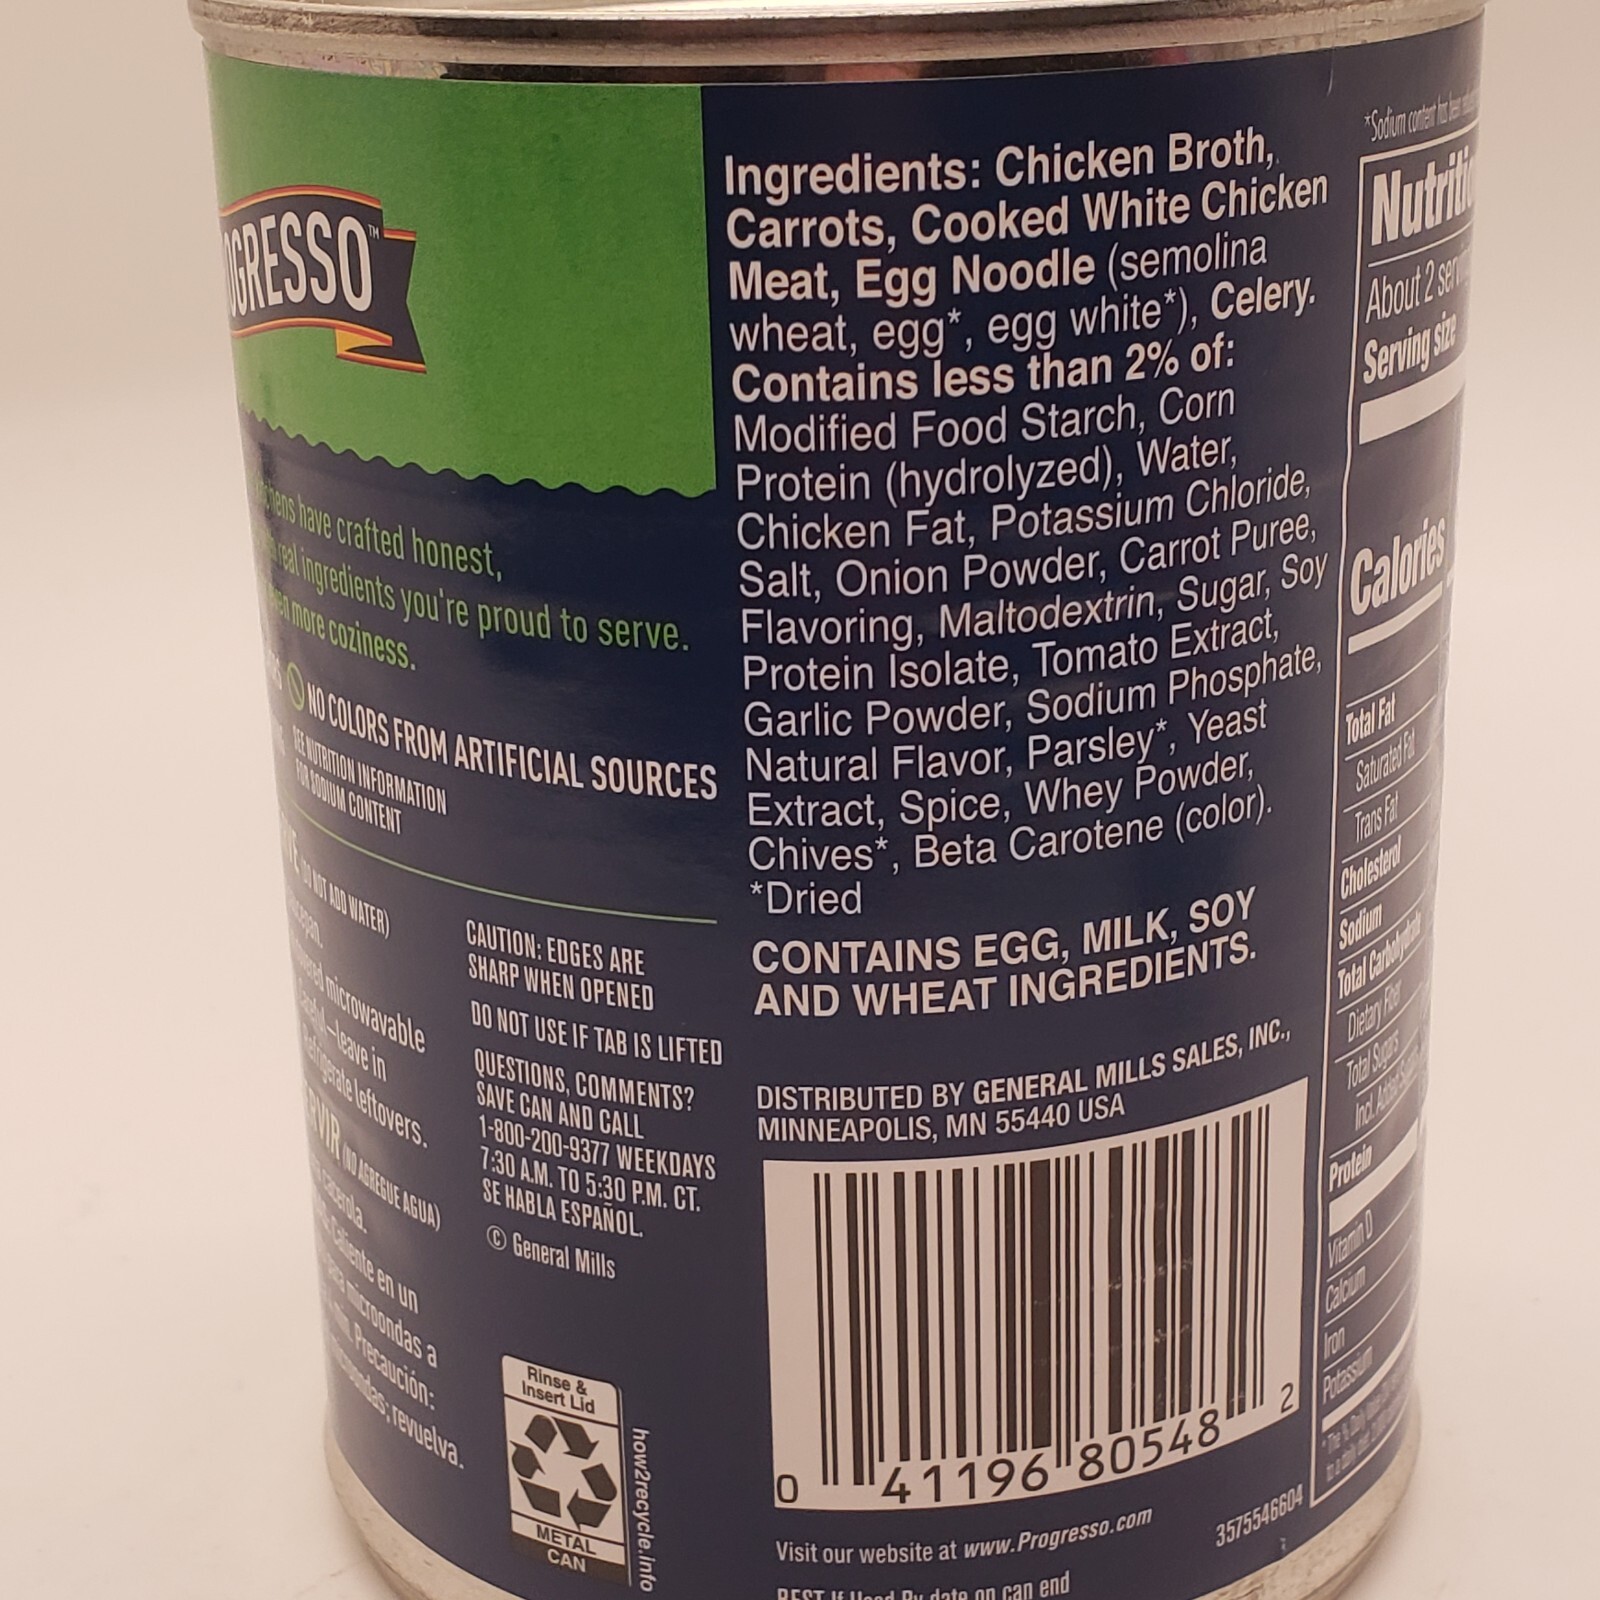 OGRESSO™
have crafted honest,
real ingredients you're proud to serve.
more coziness.
NO COLORS FROM ARTIFICIAL SOURCES
SEE NUTRITION INFORMATION
FOR SODIUM CONTENT
(DO NOT ADD WATER)
microwavable
Careful—leave in
Refrigerate leftovers.
(NO AGREGUE AGUA)
cacerola.
Caliente en un
para microondas a
Precaución:
revuelva.
CAUTION: EDGES ARE
SHARP WHEN OPENED
DO NOT USE IF TAB IS LIFTED
QUESTIONS, COMMENTS?
SAVE CAN AND CALL
1-800-200-9377 WEEKDAYS
7:30 A.M. TO 5:30 P.M. CT.
SE HABLA ESPAÑOL.
© General Mills
Rinse &
Insert Lid
METAL
CAN
how2recycle.info
Ingredients: Chicken Broth,
Carrots, Cooked White Chicken
Meat, Egg Noodle (semolina
wheat, egg*, egg white*), Celery.
Contains less than 2% of:
Modified Food Starch, Corn
Protein (hydrolyzed), Water,
Chicken Fat, Potassium Chloride,
Salt, Onion Powder, Carrot Puree,
Flavoring, Maltodextrin, Sugar, Soy
Protein Isolate, Tomato Extract,
Garlic Powder, Sodium Phosphate,
Natural Flavor, Parsley*, Yeast
Extract, Spice, Whey Powder,
Chives*, Beta Carotene (color).
*Dried
CONTAINS EGG, MILK, SOY
AND WHEAT INGREDIENTS.
DISTRIBUTED BY GENERAL MILLS SALES, INC.,
MINNEAPOLIS, MN 55440 USA
0 41196 80548 2
Visit our website at www.Progresso.com
3575546604
BEST If Used By date on can end
*Sodium content has been
Nutritio
About 2 serv
Serving size
Calories
Total Fat
Saturated Fat
Trans Fat
Cholesterol
Sodium
Total Carbohydrate
Dietary Fiber
Total Sugars
Incl. Added
Protein
Vitamin D
Calcium
Iron
Potassium